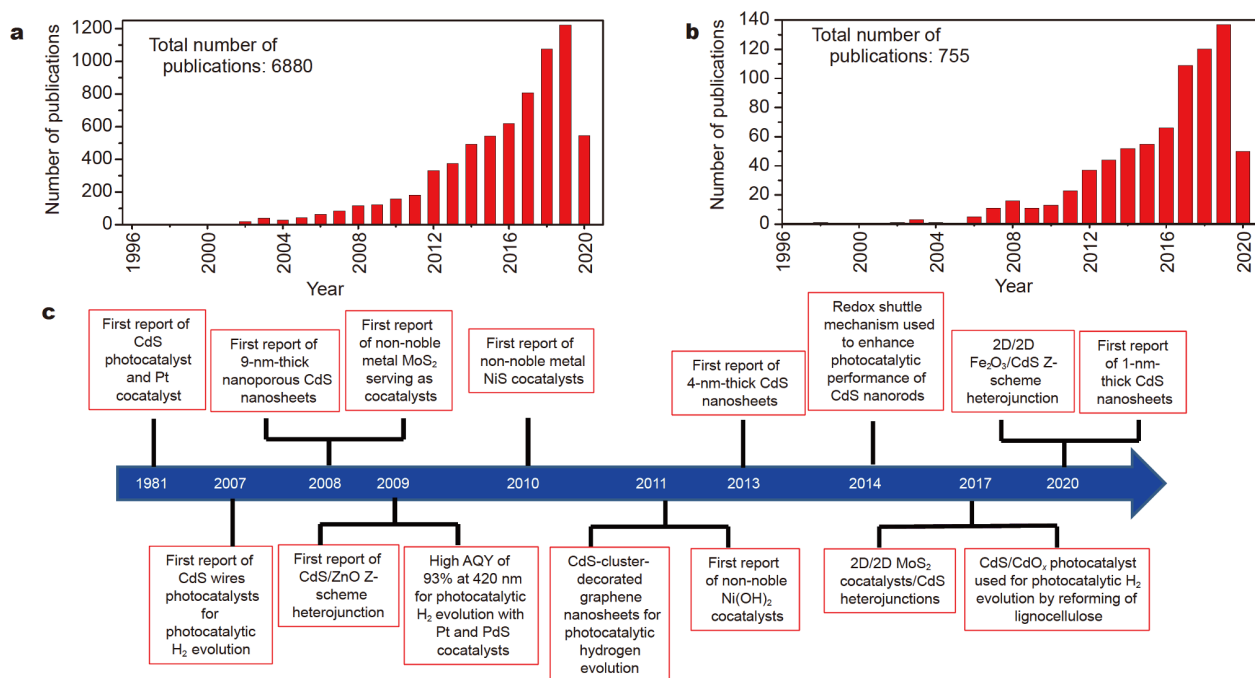 a
Total number of
publications: 6880
Number of publications
1200
1000
800
600
400
200
0
1996
2000
2004
2008
2012
2016
2020
Year
b
Total number of
publications: 755
Number of publications
140
120
100
80
60
40
20
0
1996
2000
2004
2008
2012
2016
2020
Year
c
First report of
CdS
photocatalyst
and Pt
cocatalyst
First report of
9-nm-thick
nanoporous CdS
nanosheets
First report
of non-noble
metal MoS₂
serving as
cocatalysts
First report of
non-noble metal
NiS cocatalysts
First report of
4-nm-thick CdS
nanosheets
Redox shuttle
mechanism used
to enhance
photocatalytic
performance of
CdS nanorods
2D/2D
Fe₂O₃/CdS Z-
scheme
heterojunction
First report
of 1-nm-
thick CdS
nanosheets
1981
2007
2008
2009
2010
2011
2013
2014
2017
2020
First report of
CdS wires
photocatalysts
for
photocatalytic
H₂ evolution
First report of
CdS/ZnO Z-
scheme
heterojunction
High AQY of
93% at 420 nm
for photocatalytic
H₂ evolution with
Pt and PdS
cocatalysts
CdS-cluster-
decorated
graphene
nanosheets for
photocatalytic
hydrogen
evolution
First report
of non-noble
Ni(OH)₂
cocatalysts
2D/2D MoS₂
cocatalysts/CdS
heterojunctions
CdS/CdOₓ photocatalyst
used for photocatalytic H₂
evolution by reforming of
lignocellulose